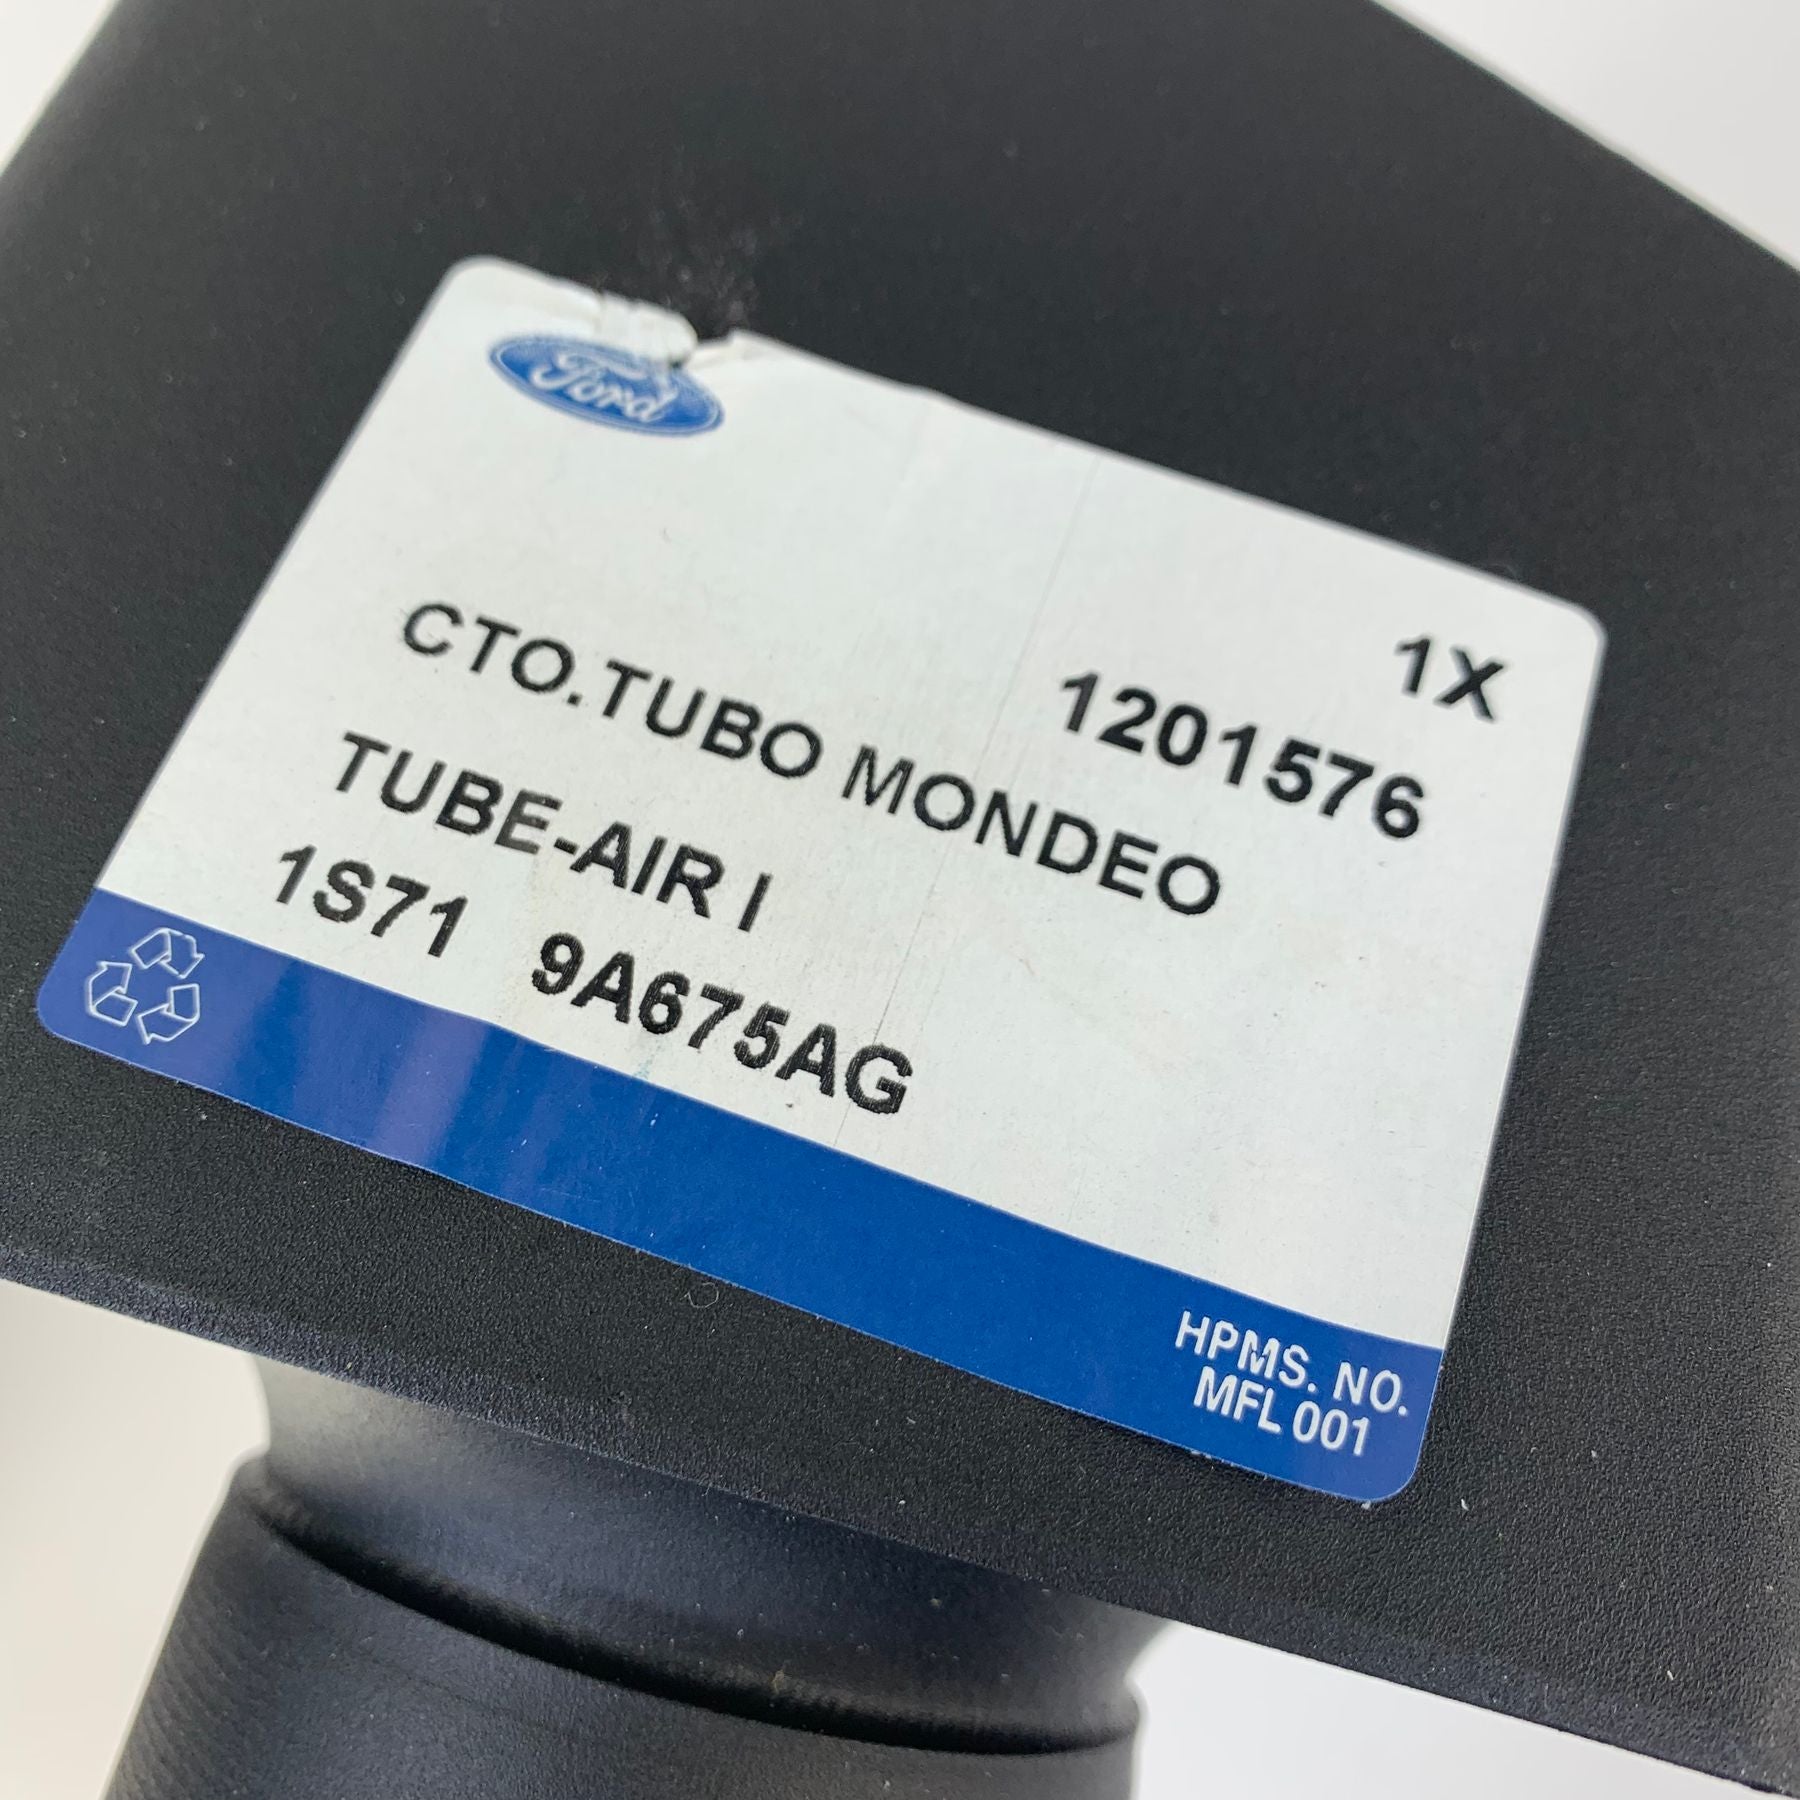 Ford
1X
1201576
CTO.TUBO MONDEO
TUBE-AIR I
1S71 9A675AG
HPMS. NO.
MFL 001